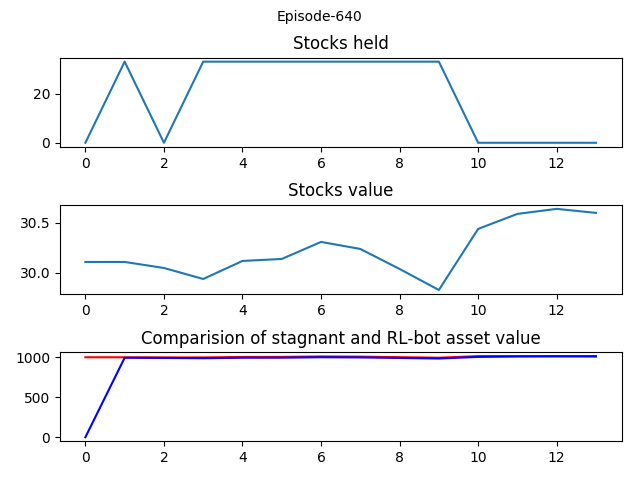 Episode-640
Stocks held
20
0
0 2 4 6 8 10 12
Stocks value
30.5
30.0
0 2 4 6 8 10 12
Comparision of stagnant and RL-bot asset value
1000
500
0
0 2 4 6 8 10 12